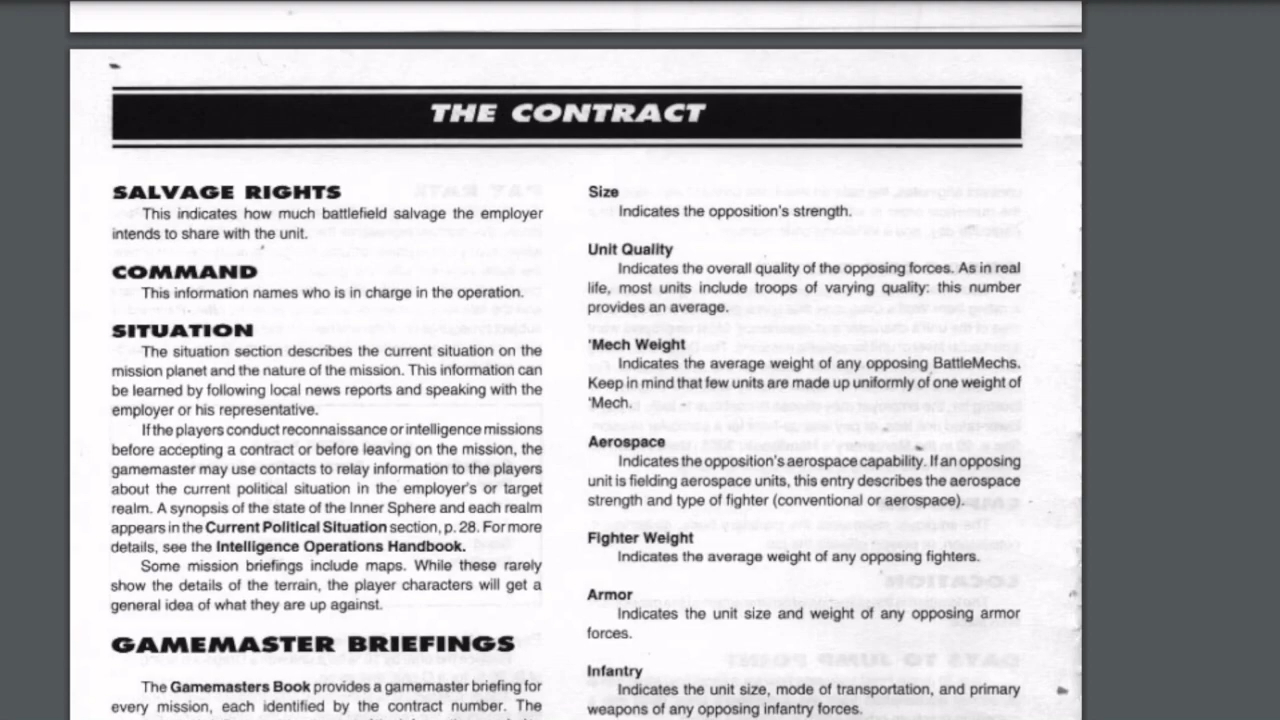 THE CONTRACT
SALVAGE RIGHTS
This indicates how much battlefield salvage the employer
intends to share with the unit.
COMMAND
This information names who is in charge in the operation.
SITUATION
The situation section describes the current situation on the
mission planet and the nature of the mission. This information can
be learned by following local news reports and speaking with the
employer or his representative.
If the players conduct reconnaissance or intelligence missions
before accepting a contract or before leaving on the mission, the
gamemaster may use contacts to relay information to the players
about the current political situation in the employer's or target
realm. A synopsis of the state of the Inner Sphere and each realm
appears in the Current Political Situation section, p. 28. For more
details, see the Intelligence Operations Handbook.
Some mission briefings include maps. While these rarely
show the details of the terrain, the player characters will get a
general idea of what they are up against.
GAMEMASTER BRIEFINGS
The Gamemasters Book provides a gamemaster briefing for
every mission, each identified by the contract number. The
Size
Indicates the opposition's strength.
Unit Quality
Indicates the overall quality of the opposing forces. As in real
life, most units include troops of varying quality: this number
provides an average.
'Mech Weight
Indicates the average weight of any opposing BattleMechs.
Keep in mind that few units are made up uniformly of one weight of
'Mech.
Aerospace
Indicates the opposition's aerospace capability. If an opposing
unit is fielding aerospace units, this entry describes the aerospace
strength and type of fighter (conventional or aerospace).
Fighter Weight
Indicates the average weight of any opposing fighters.
Armor
Indicates the unit size and weight of any opposing armor
forces.
Infantry
Indicates the unit size, mode of transportation, and primary
weapons of any opposing infantry forces.